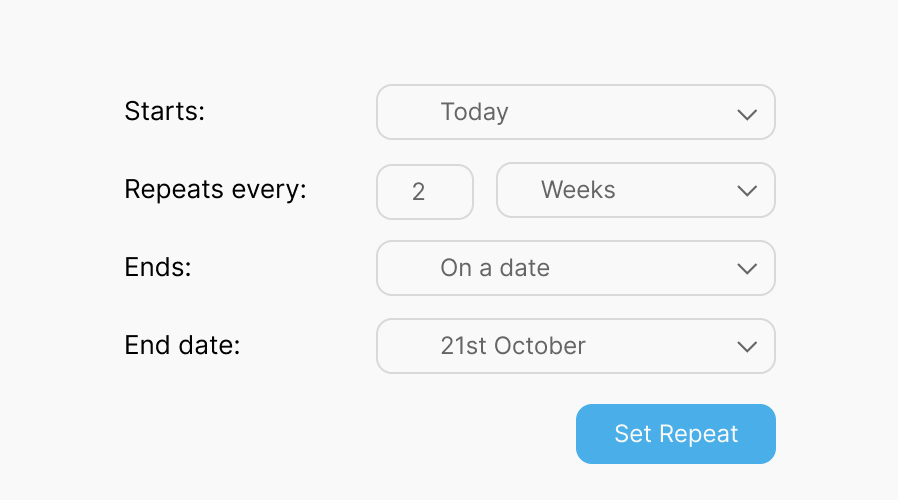 Starts: Today
Repeats every: 2 Weeks
Ends: On a date
End date: 21st October
Set Repeat